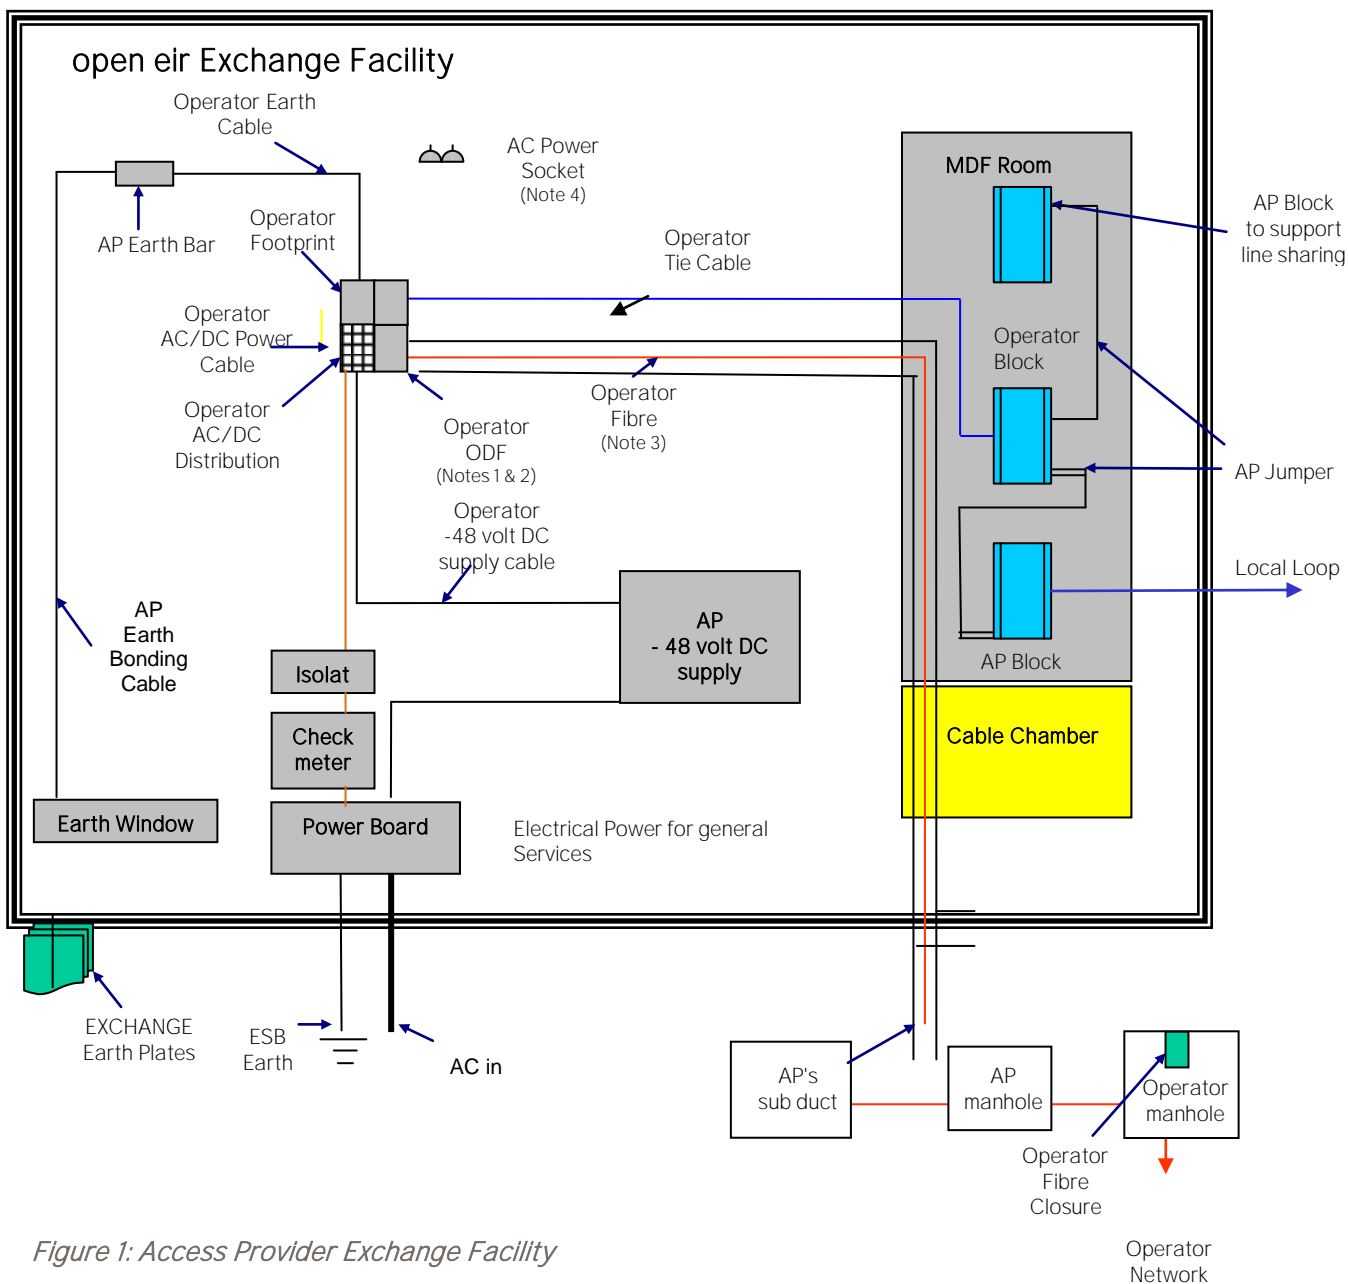 open eir Exchange Facility
Operator Earth
Cable
AC Power
Socket
(Note 4)
MDF Room
AP Block
to support
line sharing
AP Earth Bar
Operator
Footprint
Operator
Tie Cable
Operator
AC/DC Power
Cable
Operator
Block
Operator
AC/DC
Distribution
Operator
ODF
(Notes 1 & 2)
Operator
Fibre
(Note 3)
AP Jumper
Operator
-48 volt DC
supply cable
Local Loop
AP
Earth
Bonding
Cable
AP
- 48 volt DC
supply
AP Block
Isolat
Check
meter
Cable Chamber
Earth Window
Power Board
Electrical Power for general
Services
EXCHANGE
Earth Plates
ESB
Earth
AC in
AP's
sub duct
AP
manhole
Operator
manhole
Operator
Fibre
Closure
Figure 1: Access Provider Exchange Facility
Operator
Network